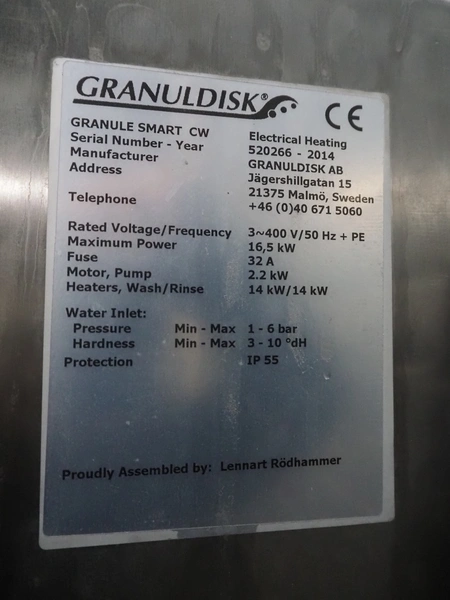 GRANULDISK® CE
GRANULE SMART CW Electrical Heating
Serial Number - Year 520266 - 2014
Manufacturer GRANULDISK AB
Address Jägershillgatan 15
21375 Malmö, Sweden
Telephone +46 (0)40 671 5060
Rated Voltage/Frequency 3~400 V/50 Hz + PE
Maximum Power 16,5 kW
Fuse 32 A
Motor, Pump 2.2 kW
Heaters, Wash/Rinse 14 kW/14 kW
Water Inlet:
Pressure Min - Max 1 - 6 bar
Hardness Min - Max 3 - 10 °dH
Protection IP 55
Proudly Assembled by: Lennart Rödhammer